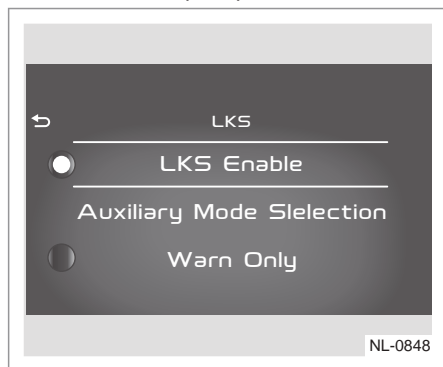 LKS
LKS Enable
Auxiliary Mode Slelection
Warn Only
NL-0848